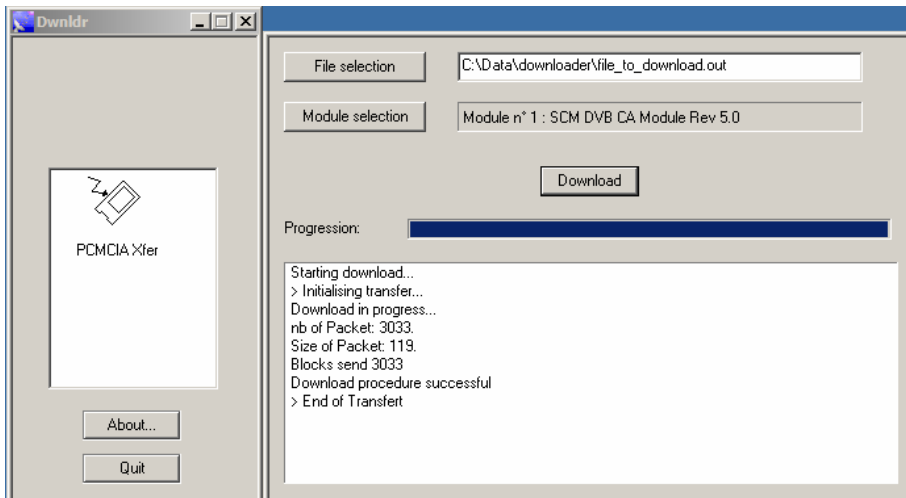 Dwnldr
PCMCIA Xfer
About...
Quit
File selection
C:\Data\downloader\file_to_download.out
Module selection
Module n° 1 : SCM DVB CA Module Rev 5.0
Download
Progression:
Starting download...
> Initialising transfer...
Download in progress...
nb of Packet: 3033.
Size of Packet: 119.
Blocks send 3033
Download procedure successful
> End of Transfert